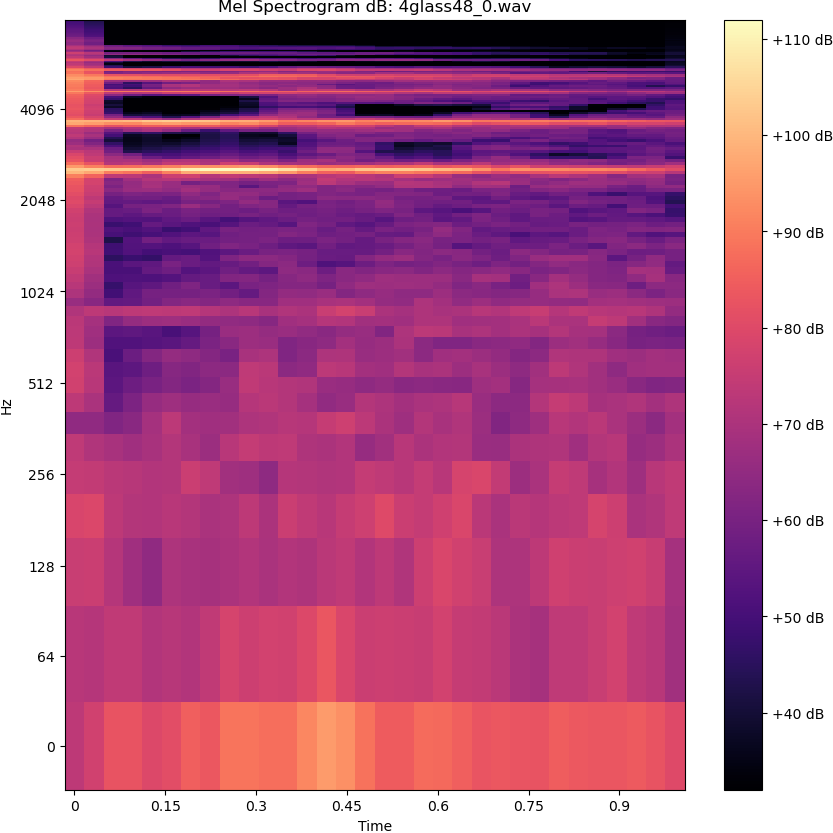 Mel Spectrogram dB: 4glass48_0.wav
Hz
4096
2048
1024
512
256
128
64
0
0 0.15 0.3 0.45 0.6 0.75 0.9
Time
+110 dB
+100 dB
+90 dB
+80 dB
+70 dB
+60 dB
+50 dB
+40 dB